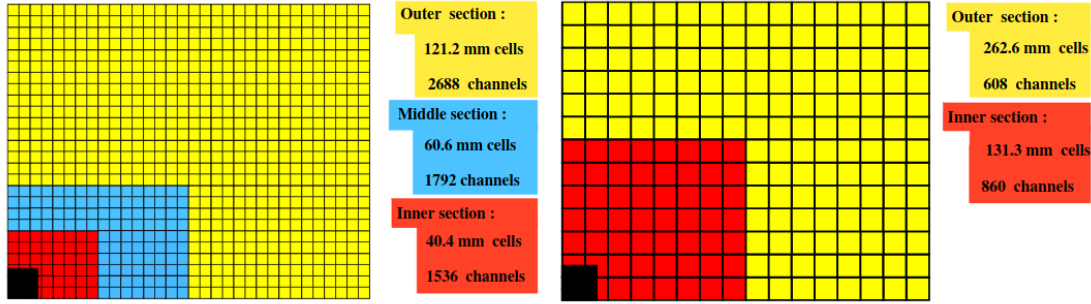 Outer section :
121.2 mm cells
2688 channels
Middle section :
60.6 mm cells
1792 channels
Inner section :
40.4 mm cells
1536 channels
Outer section :
262.6 mm cells
608 channels
Inner section :
131.3 mm cells
860 channels